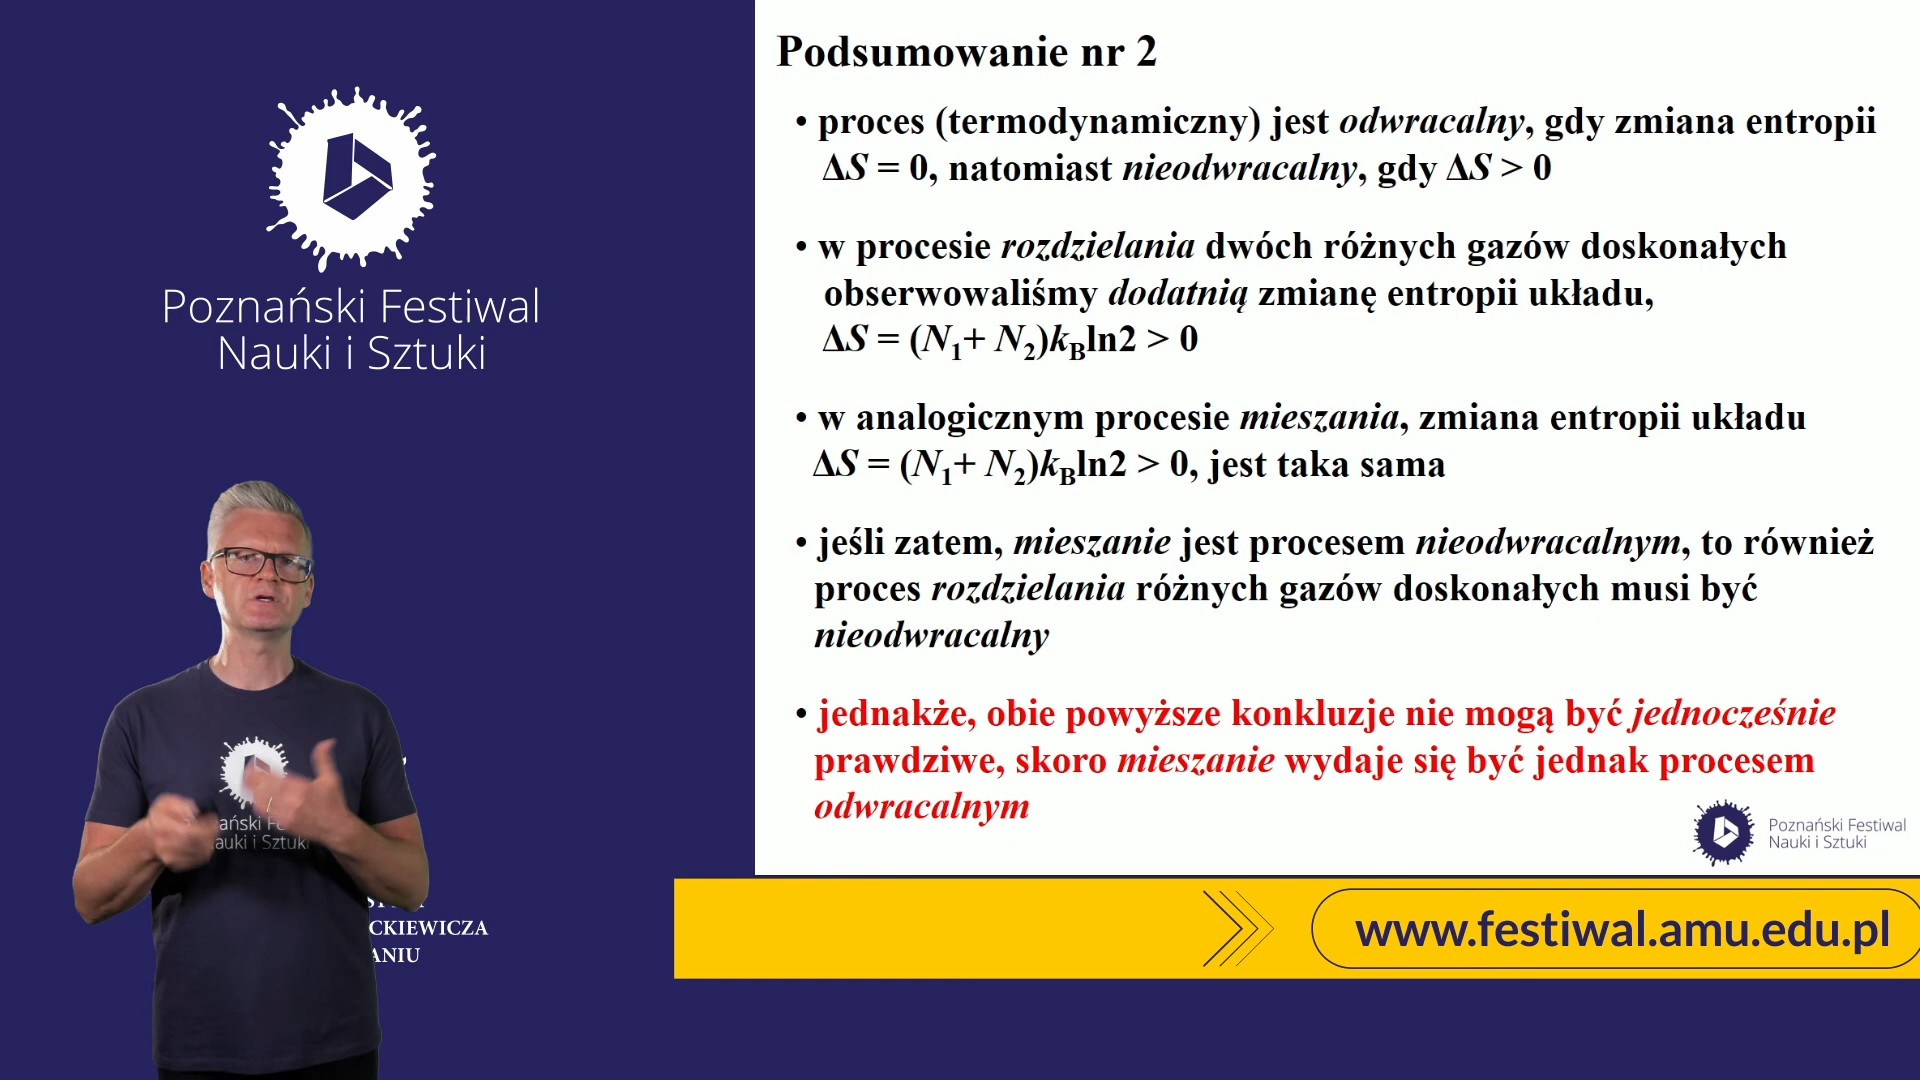 Poznański Festiwal
Nauki i Sztuki
CKIEWICZA
ANIU
auki i Sztuki
Podsumowanie nr 2
• proces (termodynamiczny) jest odwracalny, gdy zmiana entropii
ΔS = 0, natomiast nieodwracalny, gdy ΔS > 0
• w procesie rozdzielania dwóch różnych gazów doskonałych
obserwowaliśmy dodatnią zmianę entropii układu,
ΔS = (N₁+ N₂)k_Bln2 > 0
• w analogicznym procesie mieszania, zmiana entropii układu
ΔS = (N₁+ N₂)k_Bln2 > 0, jest taka sama
• jeśli zatem, mieszanie jest procesem nieodwracalnym, to również
proces rozdzielania różnych gazów doskonałych musi być
nieodwracalny
• jednakże, obie powyższe konkluzje nie mogą być jednocześnie
prawdziwe, skoro mieszanie wydaje się być jednak procesem
odwracalnym
Poznański Festiwal
Nauki i Sztuki
www.festiwal.amu.edu.pl